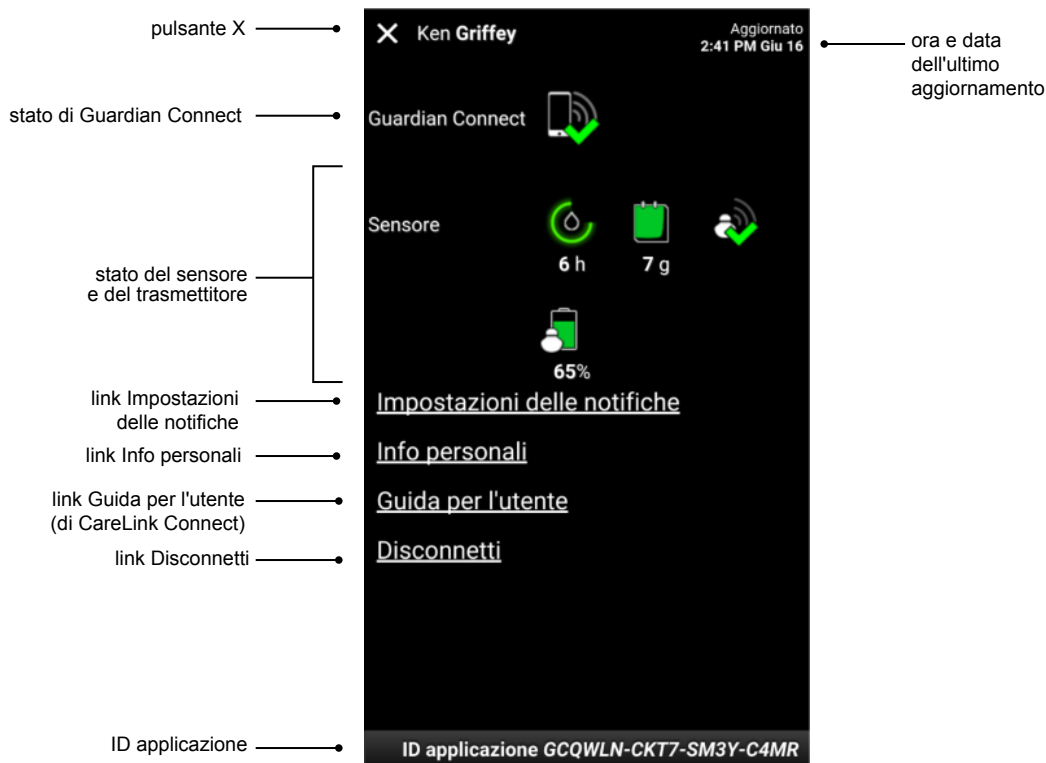 pulsante X
Ken Griffey
Aggiornato
2:41 PM Giu 16
ora e data
dell'ultimo
aggiornamento
stato di Guardian Connect
Guardian Connect
Sensore
6 h
7 g
stato del sensore
e del trasmettitore
65%
link Impostazioni
delle notifiche
Impostazioni delle notifiche
link Info personali
Info personali
link Guida per l'utente
(di CareLink Connect)
Guida per l'utente
link Disconnetti
Disconnetti
ID applicazione
ID applicazione GCQWLN-CKT7-SM3Y-C4MR